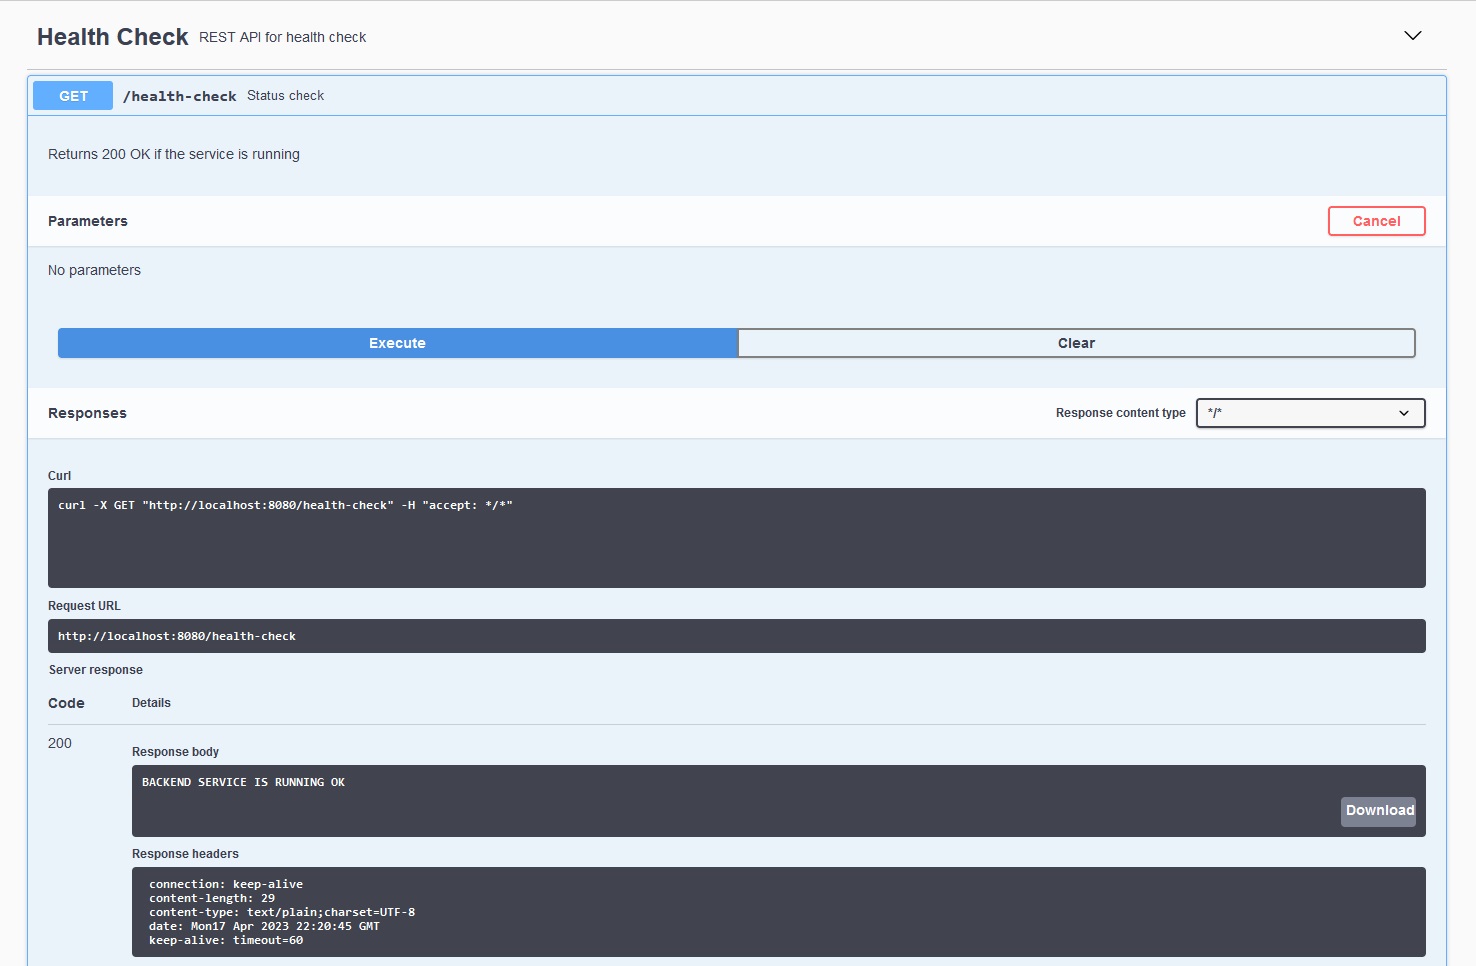 Health Check REST API for health check
GET /health-check Status check
Returns 200 OK if the service is running
Parameters Cancel
No parameters
Execute Clear
Responses Response content type */*
Curl
curl -X GET "http://localhost:8080/health-check" -H "accept: */*"
Request URL
http://localhost:8080/health-check
Server response
Code Details
200
Response body
BACKEND SERVICE IS RUNNING OK
Download
Response headers
connection: keep-alive
content-length: 29
content-type: text/plain;charset=UTF-8
date: Mon17 Apr 2023 22:20:45 GMT
keep-alive: timeout=60